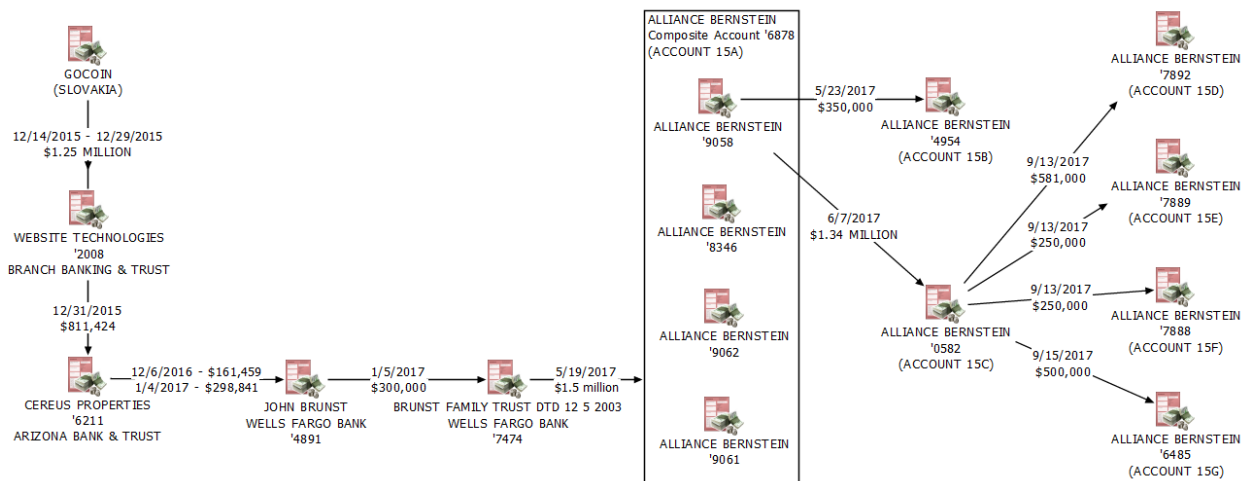 GOCOIN
(SLOVAKIA)
12/14/2015 - 12/29/2015
$1.25 MILLION
WEBSITE TECHNOLOGIES
'2008
BRANCH BANKING & TRUST
12/31/2015
$811,424
CEREUS PROPERTIES
'6211
ARIZONA BANK & TRUST
12/6/2016 - $161,459
1/4/2017 - $298,841
JOHN BRUNST
WELLS FARGO BANK
'4891
1/5/2017
$300,000
BRUNST FAMILY TRUST DTD 12 5 2003
WELLS FARGO BANK
'7474
5/19/2017
$1.5 million
ALLIANCE BERNSTEIN
Composite Account '6878
(ACCOUNT 15A)
ALLIANCE BERNSTEIN
'9058
ALLIANCE BERNSTEIN
'8346
ALLIANCE BERNSTEIN
'9062
ALLIANCE BERNSTEIN
'9061
5/23/2017
$350,000
ALLIANCE BERNSTEIN
'4954
(ACCOUNT 15B)
6/7/2017
$1.34 MILLION
ALLIANCE BERNSTEIN
'0582
(ACCOUNT 15C)
9/13/2017
$581,000
ALLIANCE BERNSTEIN
'7892
(ACCOUNT 15D)
9/13/2017
$250,000
ALLIANCE BERNSTEIN
'7889
(ACCOUNT 15E)
9/13/2017
$250,000
ALLIANCE BERNSTEIN
'7888
(ACCOUNT 15F)
9/15/2017
$500,000
ALLIANCE BERNSTEIN
'6485
(ACCOUNT 15G)